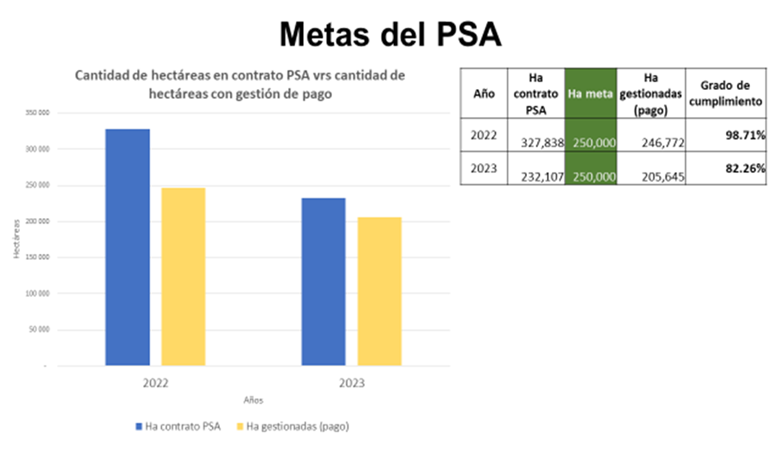 Metas del PSA
Cantidad de hectáreas en contrato PSA vrs cantidad de
hectáreas con gestión de pago
350 000
300 000
250 000
200 000
150 000
100 000
50 000
-
Hectáreas
2022
2023
Años
Ha contrato PSA
Ha gestionadas (pago)
Año
Ha contrato PSA
Ha meta
Ha gestionadas (pago)
Grado de cumplimiento
2022 327,838 250,000 246,772 98.71%
2023 232,107 250,000 205,645 82.26%